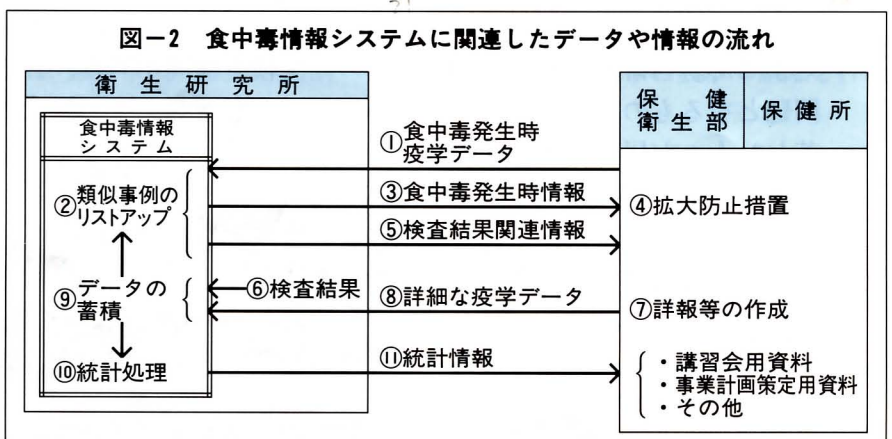 図－2 食中毒情報システムに関連したデータや情報の流れ
衛生研究所
保健
衛生部
保健所
食中毒情報
システム
①食中毒発生時
疫学データ
②類似事例の
リストアップ
③食中毒発生時情報
④拡大防止措置
⑤検査結果関連情報
⑥検査結果
⑨データの
蓄積
⑧詳細な疫学データ
⑦詳報等の作成
⑩統計処理
⑪統計情報
・講習会用資料
・事業計画策定用資料
・その他